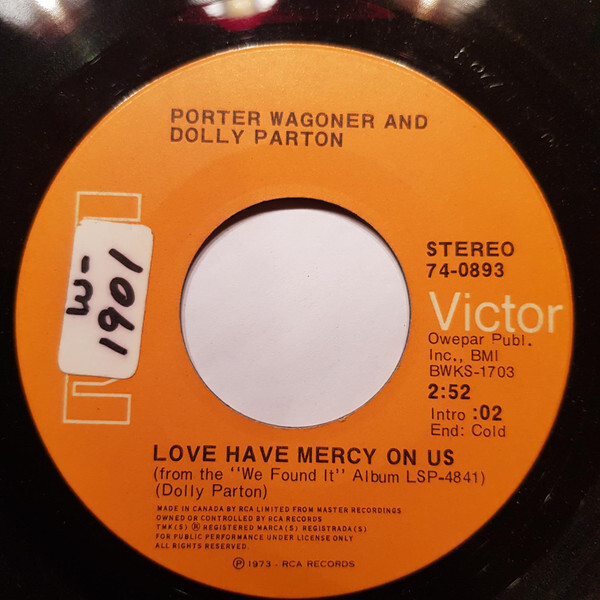 PORTER WAGONER AND
DOLLY PARTON
W-
1901
STEREO
74-0893
Victor
Owepar Publ.
Inc., BMI
BWKS-1703
2:52
Intro :02
End: Cold
LOVE HAVE MERCY ON US
(from the "We Found It" Album LSP-4841)
(Dolly Parton)
MADE IN CANADA BY RCA LIMITED FROM MASTER RECORDINGS
OWNED OR CONTROLLED BY RCA RECORDS
TMK(S) ® REGISTERED MARCA(S) REGISTRADA(S)
FOR PUBLIC PERFORMANCE UNDER LICENSE ONLY
ALL RIGHTS RESERVED.
℗ 1973 - RCA RECORDS